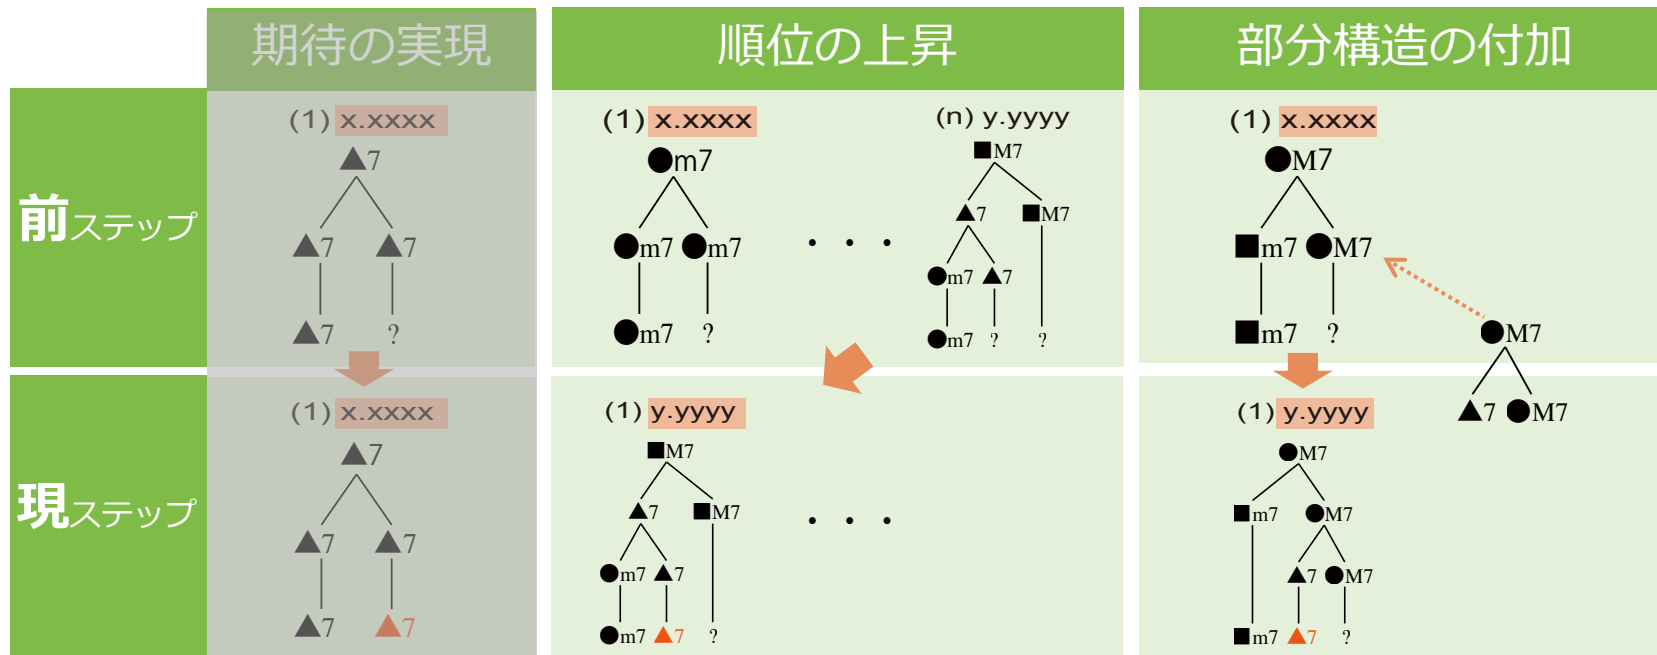 期待の実現 順位の上昇 部分構造の付加
前ステップ
(1) x.xxxx
▲7
▲7 ▲7
▲7 ?
(1) x.xxxx
●m7
●m7 ●m7
●m7 ?
・・・
(n) y.yyyy
■M7
▲7 ■M7
●m7 ▲7
●m7 ? ?
(1) x.xxxx
●M7
■m7 ●M7
■m7 ?
●M7
▲7 ●M7
現ステップ
(1) x.xxxx
▲7
▲7 ▲7
▲7 ▲7
(1) y.yyyy
■M7
▲7 ■M7
●m7 ▲7
●m7 ▲7 ?
・・・
(1) y.yyyy
●M7
■m7 ●M7
▲7 ●M7
■m7 ▲7 ?